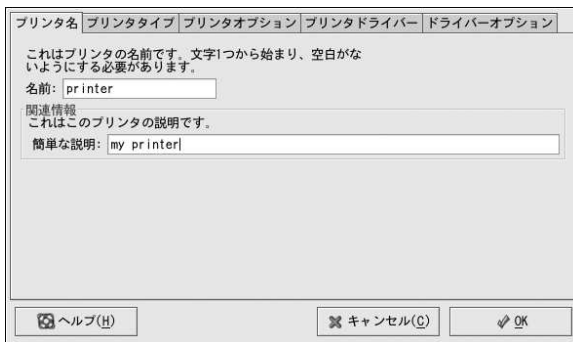 プリンタ名 プリンタタイプ プリンタオプション プリンタドライバー ドライバーオプション
これはプリンタの名前です。文字1つから始まり、空白がな
いようにする必要があります。
名前: printer
関連情報
これはこのプリンタの説明です。
簡単な説明: my printer
ヘルプ(H) キャンセル(C) OK